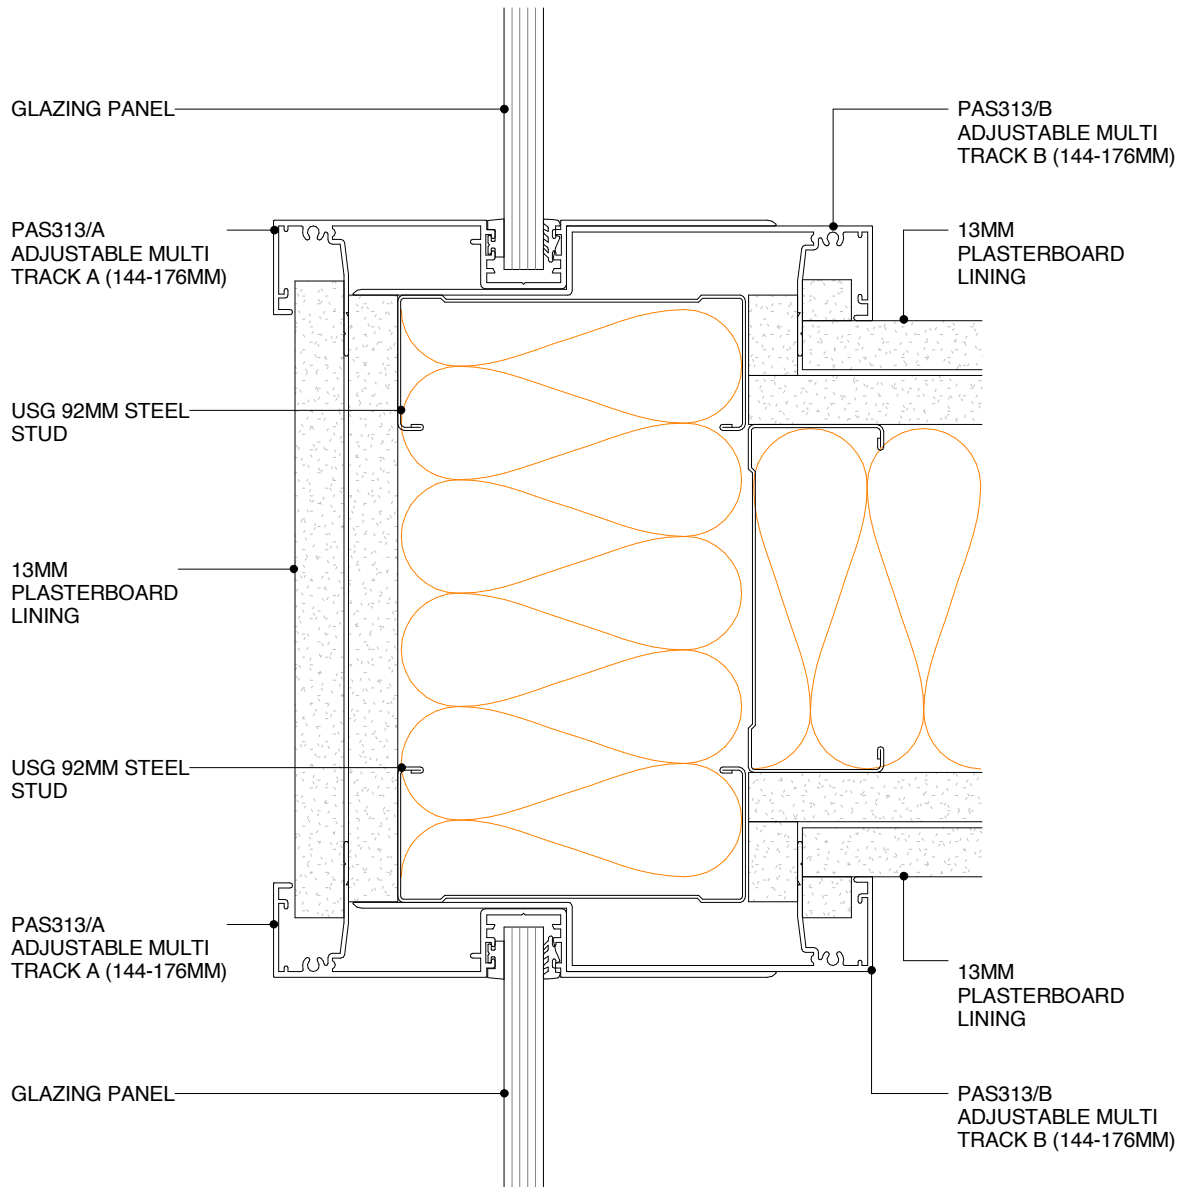 GLAZING PANEL
PAS313/A
ADJUSTABLE MULTI
TRACK A (144-176MM)
USG 92MM STEEL
STUD
13MM
PLASTERBOARD
LINING
USG 92MM STEEL
STUD
PAS313/A
ADJUSTABLE MULTI
TRACK A (144-176MM)
GLAZING PANEL
PAS313/B
ADJUSTABLE MULTI
TRACK B (144-176MM)
13MM
PLASTERBOARD
LINING
13MM
PLASTERBOARD
LINING
PAS313/B
ADJUSTABLE MULTI
TRACK B (144-176MM)